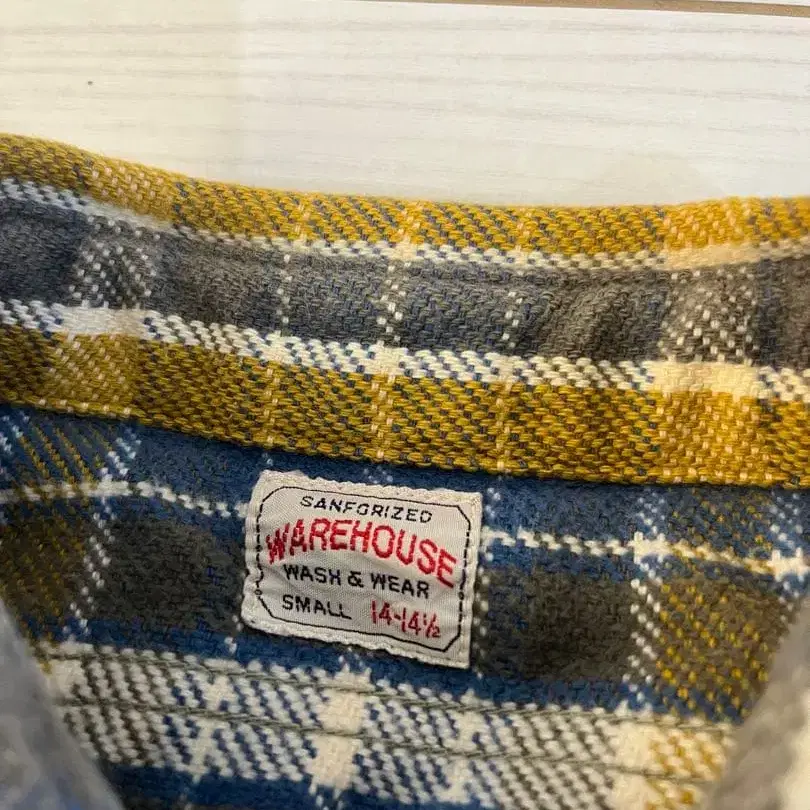 SANFORIZED
WAREHOUSE
WASH & WEAR
SMALL 14-14½